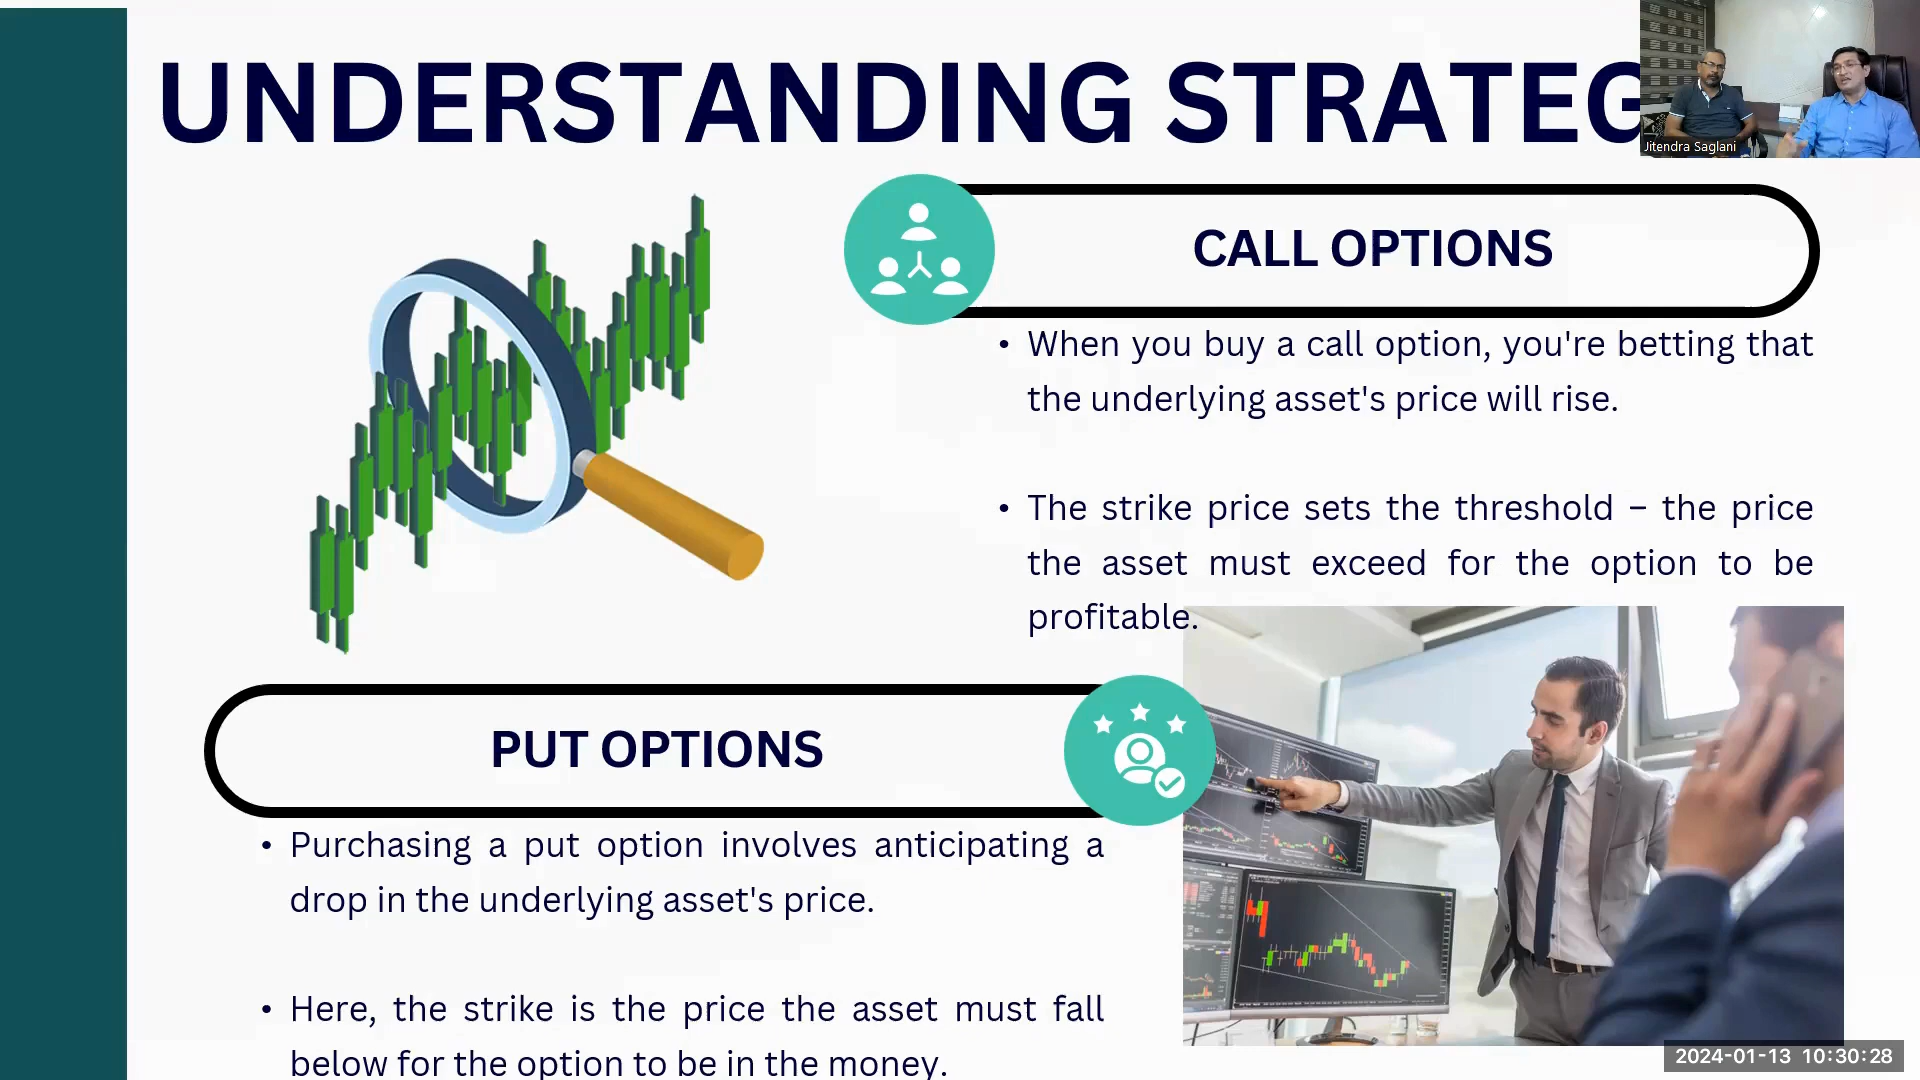 UNDERSTANDING STRATEG
Jitendra Saglani
CALL OPTIONS
• When you buy a call option, you're betting that
the underlying asset's price will rise.
• The strike price sets the threshold – the price
the asset must exceed for the option to be
profitable.
PUT OPTIONS
• Purchasing a put option involves anticipating a
drop in the underlying asset's price.
• Here, the strike is the price the asset must fall
below for the option to be in the money.
2024-01-13 10:30:28